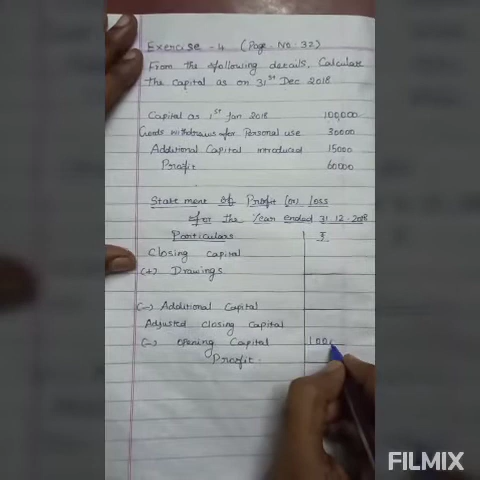 Exercise - 4 (Page No: 32)
From the following details, Calculate
the Capital as on 31st Dec 2018
Capital as 1st Jan 2018 100,000
Goods withdrawn for Personal use 30000
Additional Capital introduced 15000
Profit 60000
Statement of Profit (or) loss
for the Year ended 31.12.2018
Particulars ₹
Closing capital
(+) Drawings
(-) Additional Capital
Adjusted closing Capital
(-) opening Capital 100
Profit.
FILMIX